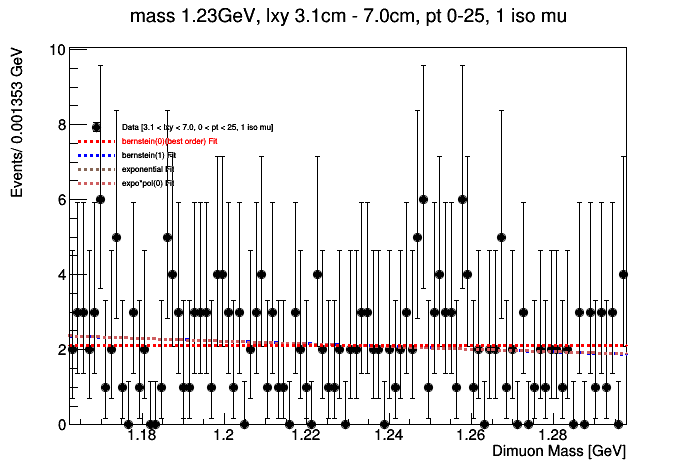 mass 1.23GeV, lxy 3.1cm - 7.0cm, pt 0-25, 1 iso mu
Events/ 0.001353 GeV
10
8
6
4
2
0
Data [3.1 < lxy < 7.0, 0 < pt < 25, 1 iso mu]
bernstein(0)(best order) Fit
bernstein(1) Fit
exponential Fit
expo*pol(0) Fit
1.18 1.2 1.22 1.24 1.26 1.28
Dimuon Mass [GeV]